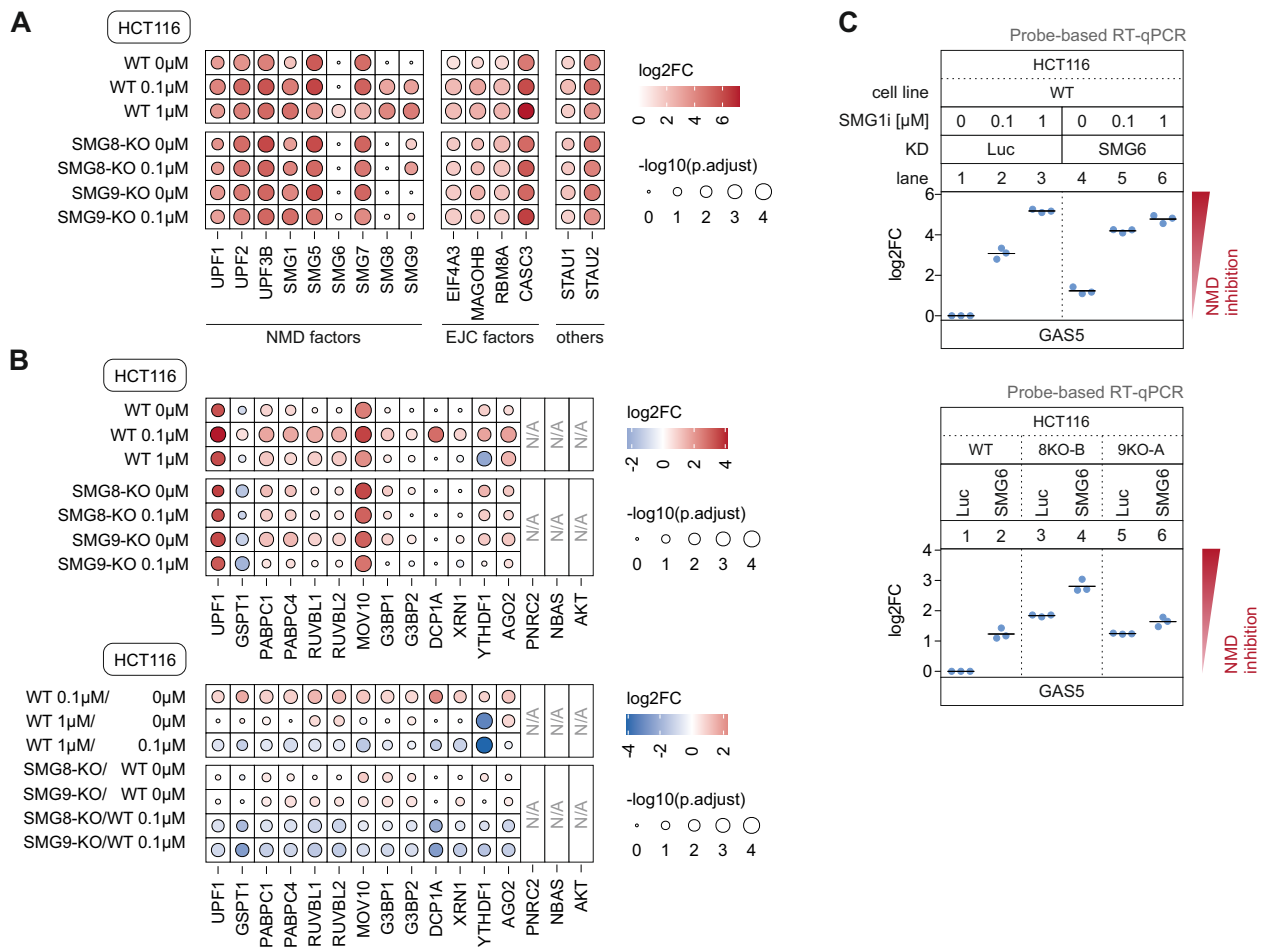 A
HCT116
WT 0µM
WT 0.1µM
WT 1µM
SMG8-KO 0µM
SMG8-KO 0.1µM
SMG9-KO 0µM
SMG9-KO 0.1µM
UPF1
UPF2
UPF3B
SMG1
SMG5
SMG6
SMG7
SMG8
SMG9
EIF4A3
MAGOHB
RBM8A
CASC3
STAU1
STAU2
NMD factors
EJC factors
others
log2FC
0 2 4 6
-log10(p.adjust)
0 1 2 3 4
B
HCT116
WT 0µM
WT 0.1µM
WT 1µM
SMG8-KO 0µM
SMG8-KO 0.1µM
SMG9-KO 0µM
SMG9-KO 0.1µM
N/A N/A N/A
N/A N/A N/A
UPF1
GSPT1
PABPC1
PABPC4
RUVBL1
RUVBL2
MOV10
G3BP1
G3BP2
DCP1A
XRN1
YTHDF1
AGO2
PNRC2
NBAS
AKT
log2FC
-2 0 2 4
-log10(p.adjust)
0 1 2 3 4
HCT116
WT 0.1µM/ 0µM
WT 1µM/ 0µM
WT 1µM/ 0.1µM
SMG8-KO/ WT 0µM
SMG9-KO/ WT 0µM
SMG8-KO/WT 0.1µM
SMG9-KO/WT 0.1µM
N/A N/A N/A
N/A N/A N/A
UPF1
GSPT1
PABPC1
PABPC4
RUVBL1
RUVBL2
MOV10
G3BP1
G3BP2
DCP1A
XRN1
YTHDF1
AGO2
PNRC2
NBAS
AKT
log2FC
-4 -2 0 2
-log10(p.adjust)
0 1 2 3 4
C
Probe-based RT-qPCR
HCT116
cell line WT
SMG1i [µM] 0 0.1 1 0 0.1 1
KD Luc SMG6
lane 1 2 3 4 5 6
log2FC
6
4
2
0
GAS5
NMD
inhibition
Probe-based RT-qPCR
HCT116
WT 8KO-B 9KO-A
Luc SMG6 Luc SMG6 Luc SMG6
1 2 3 4 5 6
log2FC
4
3
2
1
0
GAS5
NMD
inhibition